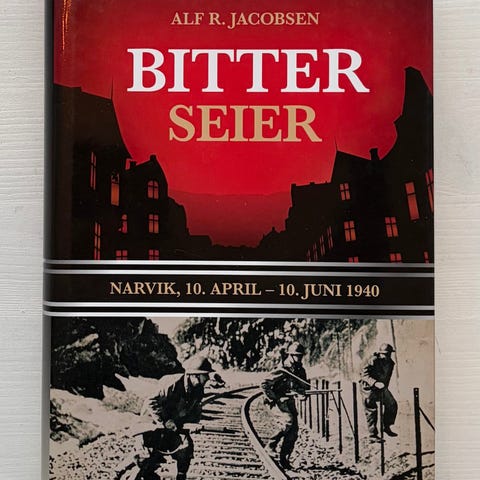 ALF R. JACOBSEN
BITTER
SEIER
NARVIK, 10. APRIL – 10. JUNI 1940